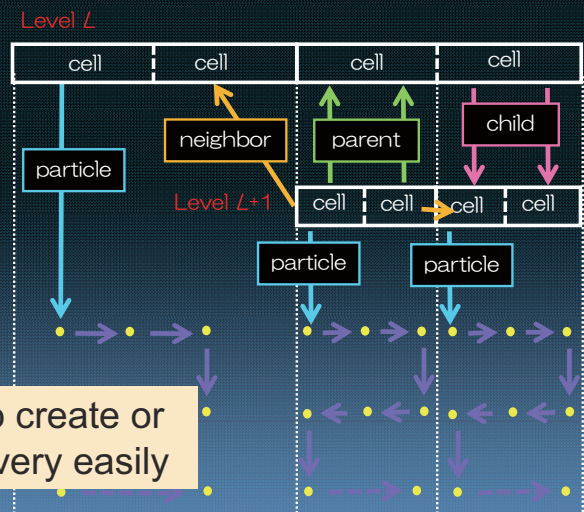 Level L
cell cell cell cell
neighbor parent child
particle
Level L+1 cell cell cell cell
particle particle
o create or
very easily